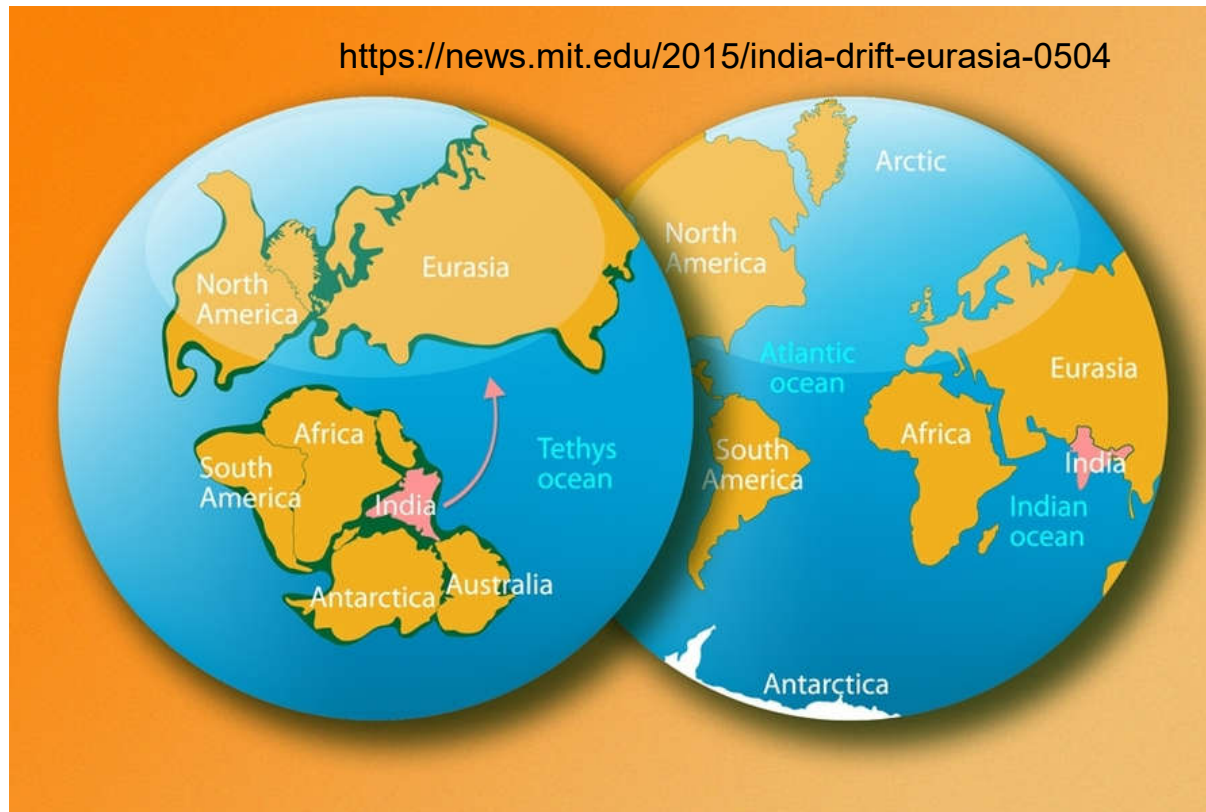 https://news.mit.edu/2015/india-drift-eurasia-0504
North
America
Eurasia
Africa
South
America
India
Tethys
ocean
Antarctica
Australia
Arctic
North
America
Atlantic
ocean
Eurasia
South
America
Africa
India
Indian
ocean
Antarctica